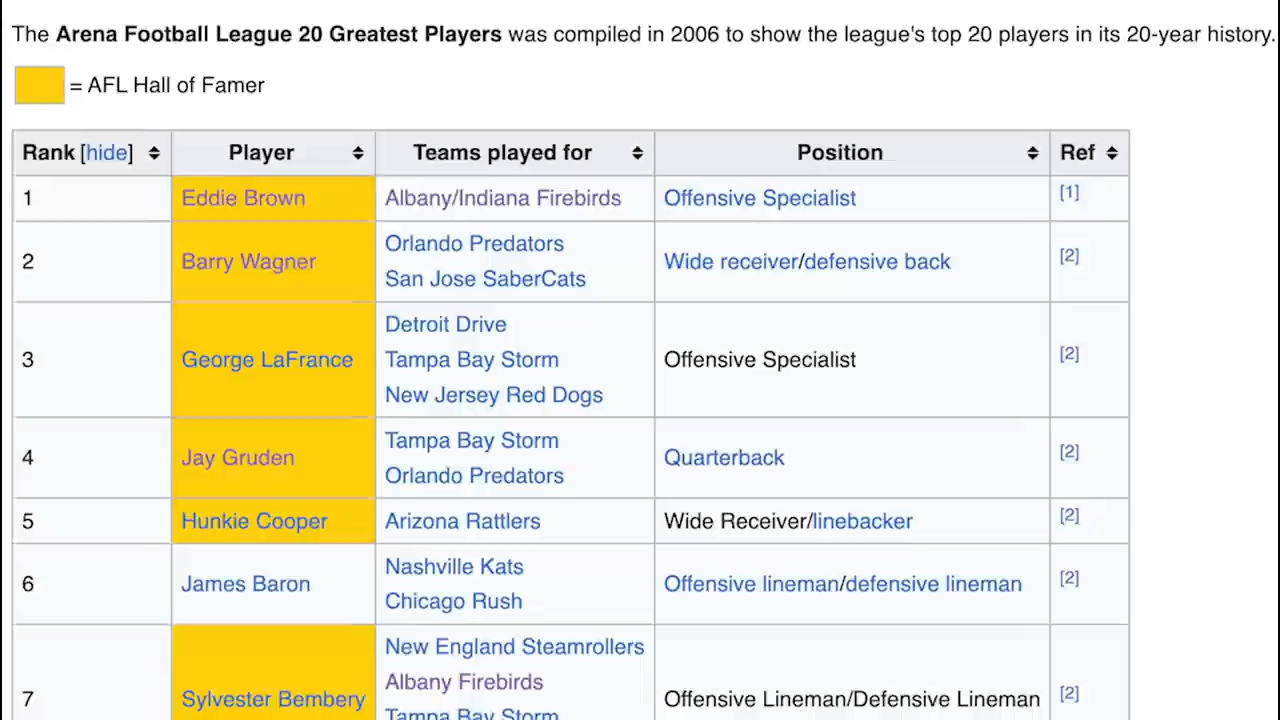 The Arena Football League 20 Greatest Players was compiled in 2006 to show the league's top 20 players in its 20-year history.
= AFL Hall of Famer
Rank [hide] Player Teams played for Position Ref
1 Eddie Brown Albany/Indiana Firebirds Offensive Specialist [1]
2 Barry Wagner Orlando Predators
San Jose SaberCats Wide receiver/defensive back [2]
3 George LaFrance Detroit Drive
Tampa Bay Storm
New Jersey Red Dogs Offensive Specialist [2]
4 Jay Gruden Tampa Bay Storm
Orlando Predators Quarterback [2]
5 Hunkie Cooper Arizona Rattlers Wide Receiver/linebacker [2]
6 James Baron Nashville Kats
Chicago Rush Offensive lineman/defensive lineman [2]
7 Sylvester Bembery New England Steamrollers
Albany Firebirds
Tampa Bay Storm Offensive Lineman/Defensive Lineman [2]